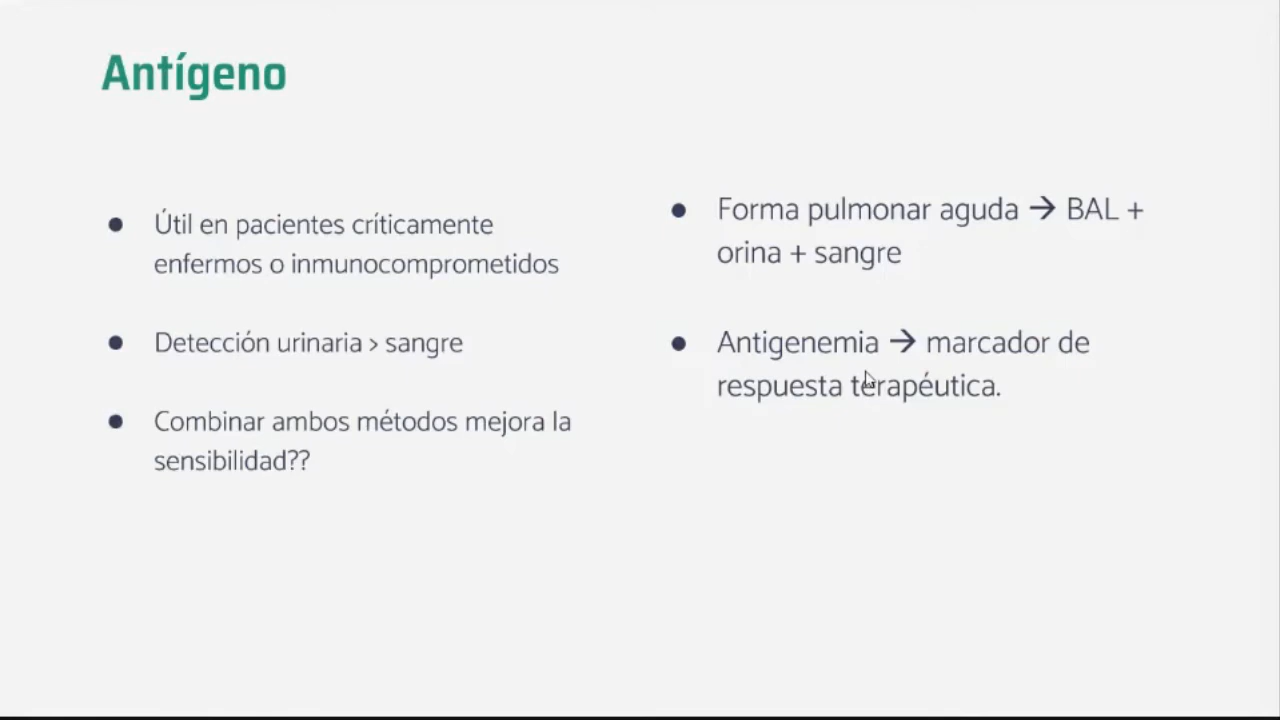 Antígeno
● Útil en pacientes críticamente
enfermos o inmunocomprometidos
● Detección urinaria > sangre
● Combinar ambos métodos mejora la
sensibilidad??
● Forma pulmonar aguda → BAL +
orina + sangre
● Antigenemia → marcador de
respuesta terapéutica.